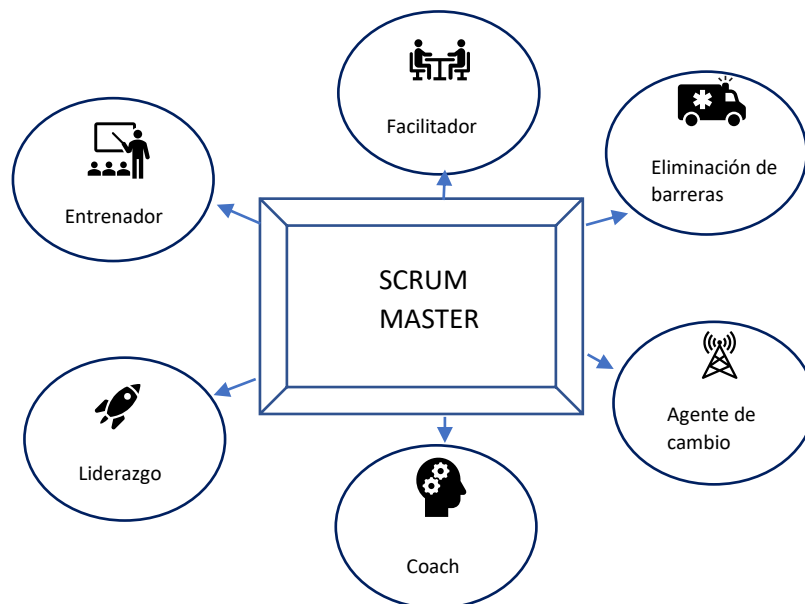 Facilitador
Eliminación de
barreras
Entrenador
SCRUM
MASTER
Agente de
cambio
Liderazgo
Coach